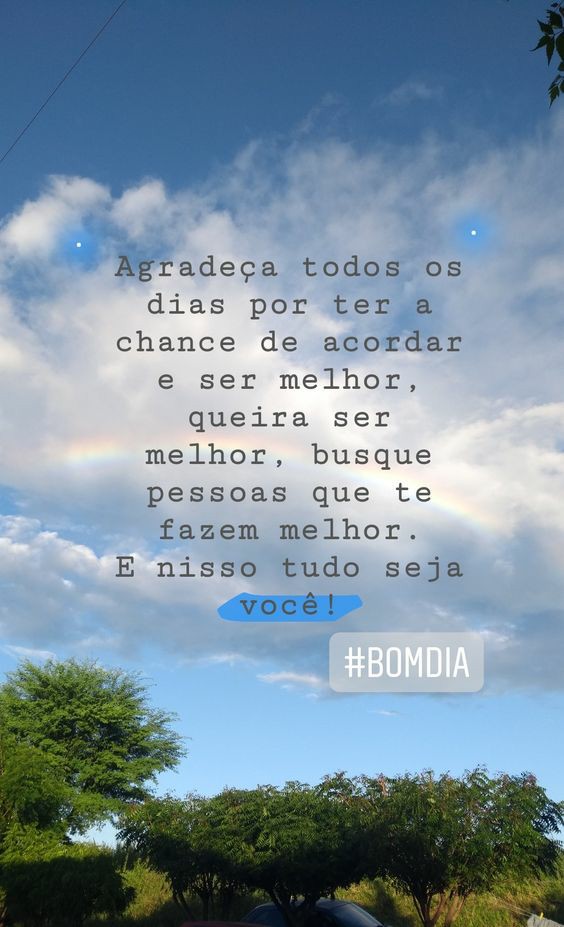 Agradeça todos os
dias por ter a
chance de acordar
e ser melhor,
queira ser
melhor, busque
pessoas que te
fazem melhor.
E nisso tudo seja
você!
#BOMDIA